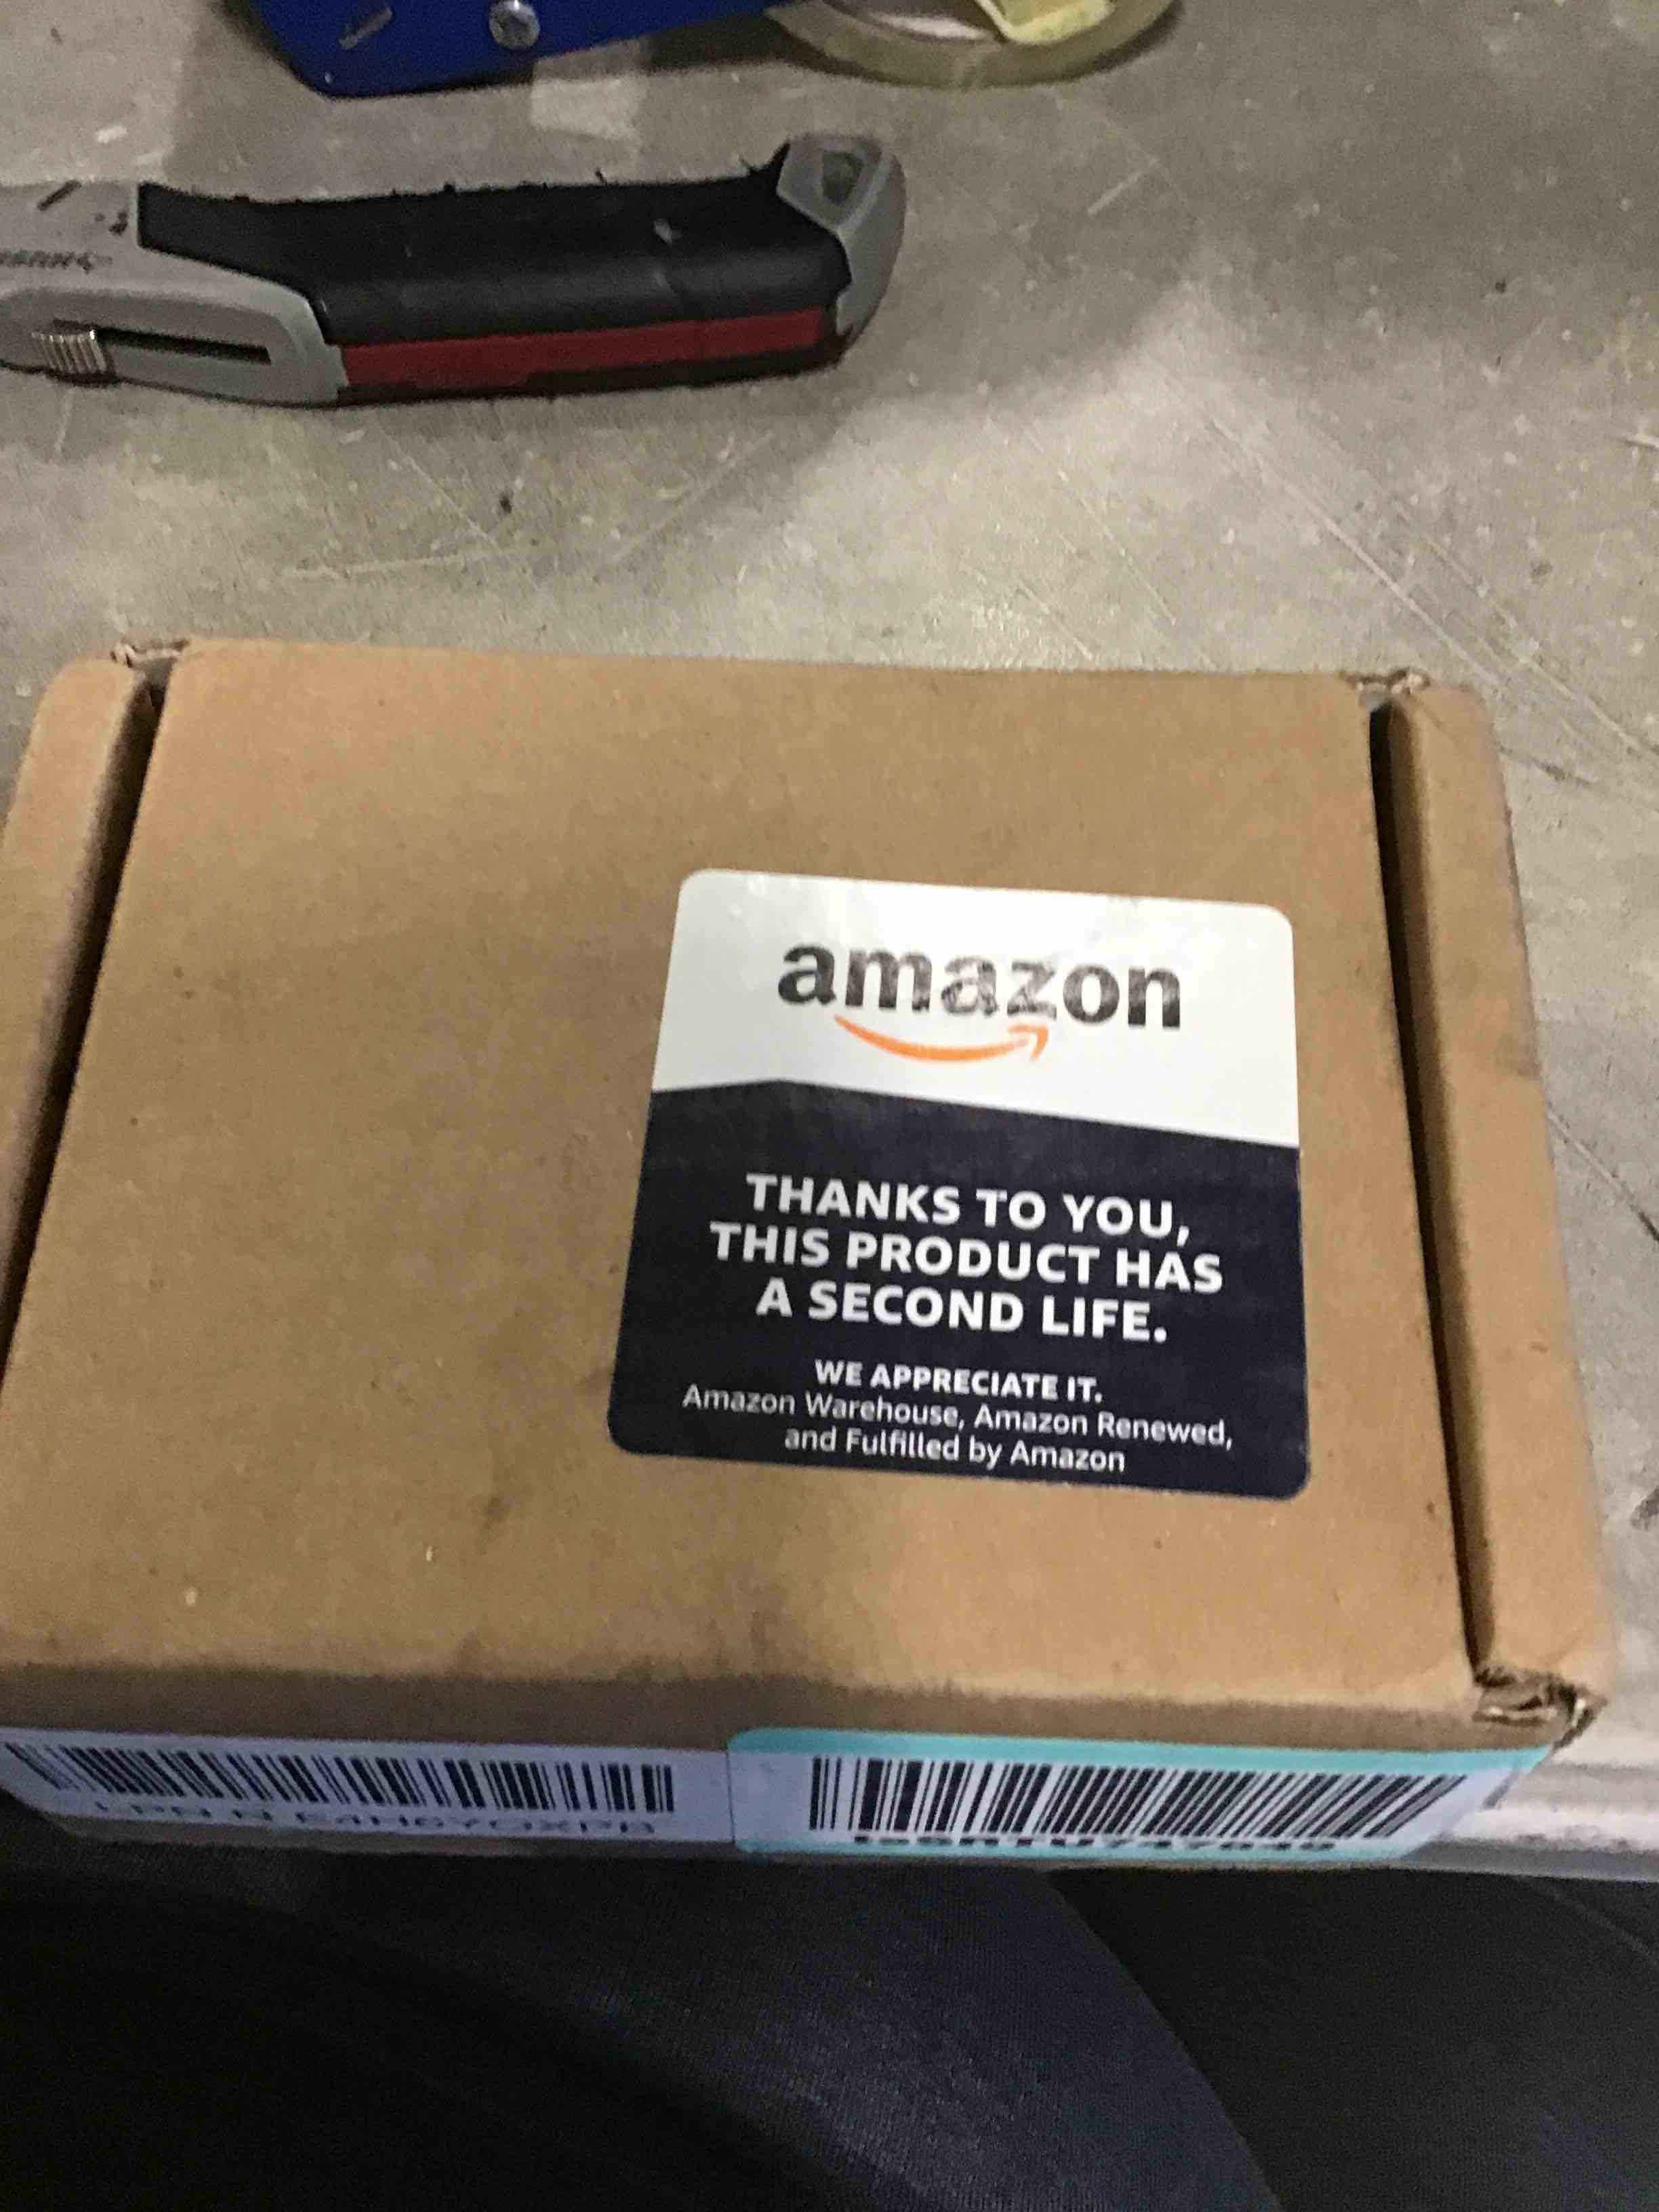 amazon
THANKS TO YOU,
THIS PRODUCT HAS
A SECOND LIFE.
WE APPRECIATE IT.
Amazon Warehouse, Amazon Renewed,
and Fulfilled by Amazon